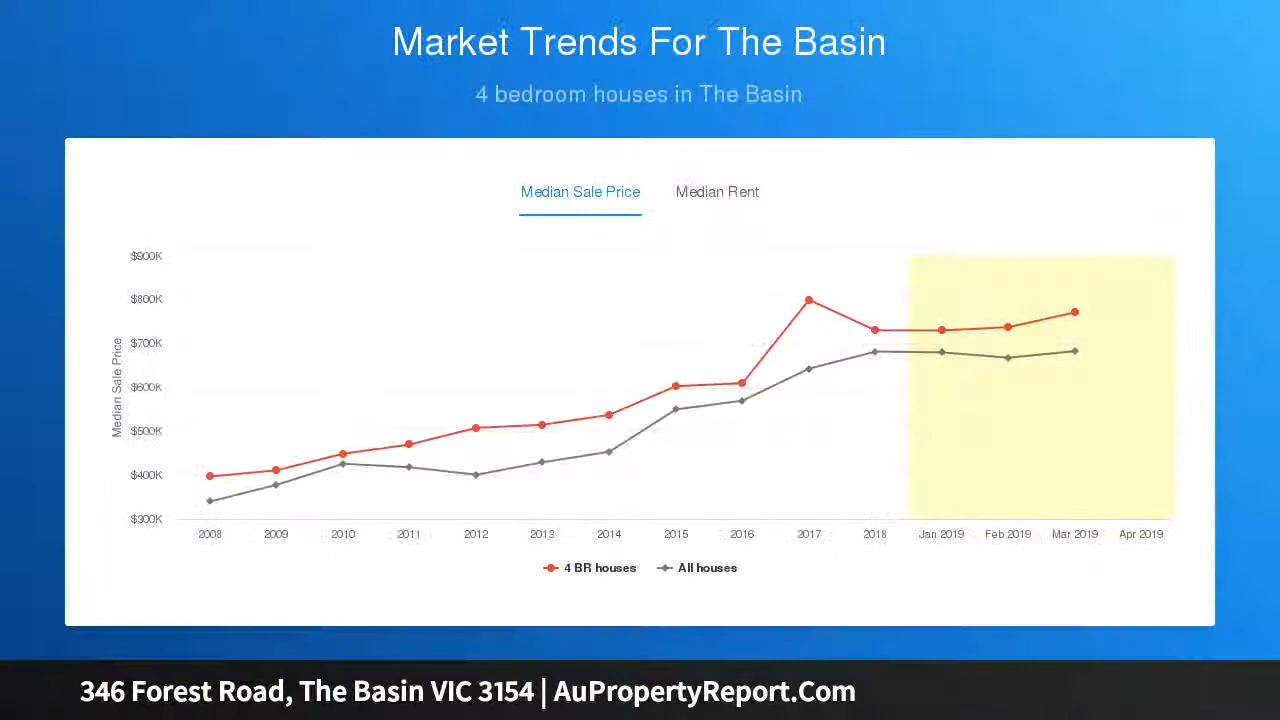 Market Trends For The Basin
4 bedroom houses in The Basin
Median Sale Price Median Rent
$900K
$800K
$700K
$600K
$500K
$400K
$300K
Median Sale Price
2008 2009 2010 2011 2012 2013 2014 2015 2016 2017 2018 Jan 2019 Feb 2019 Mar 2019 Apr 2019
4 BR houses All houses
346 Forest Road, The Basin VIC 3154 | AuPropertyReport.Com